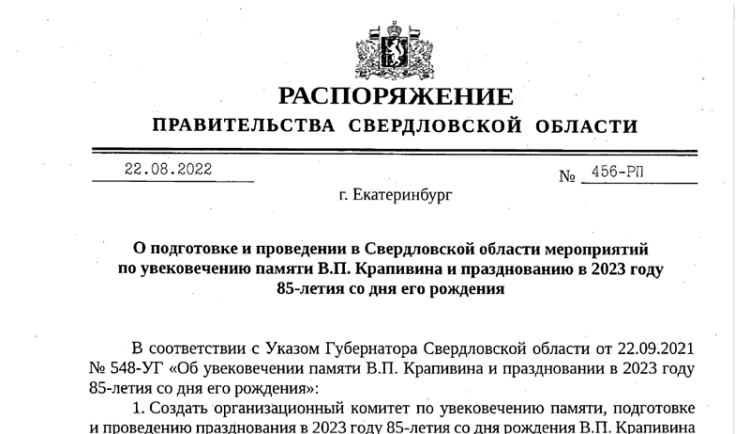 РАСПОРЯЖЕНИЕ
ПРАВИТЕЛЬСТВА СВЕРДЛОВСКОЙ ОБЛАСТИ
22.08.2022
№ 456-РП
г. Екатеринбург
О подготовке и проведении в Свердловской области мероприятий
по увековечению памяти В.П. Крапивина и празднованию в 2023 году
85-летия со дня его рождения
В соответствии с Указом Губернатора Свердловской области от 22.09.2021
№ 548-УГ «Об увековечении памяти В.П. Крапивина и праздновании в 2023 году
85-летия со дня его рождения»:
1. Создать организационный комитет по увековечению памяти, подготовке
и проведению празднования в 2023 году 85-летия со дня рождения В.П. Крапивина